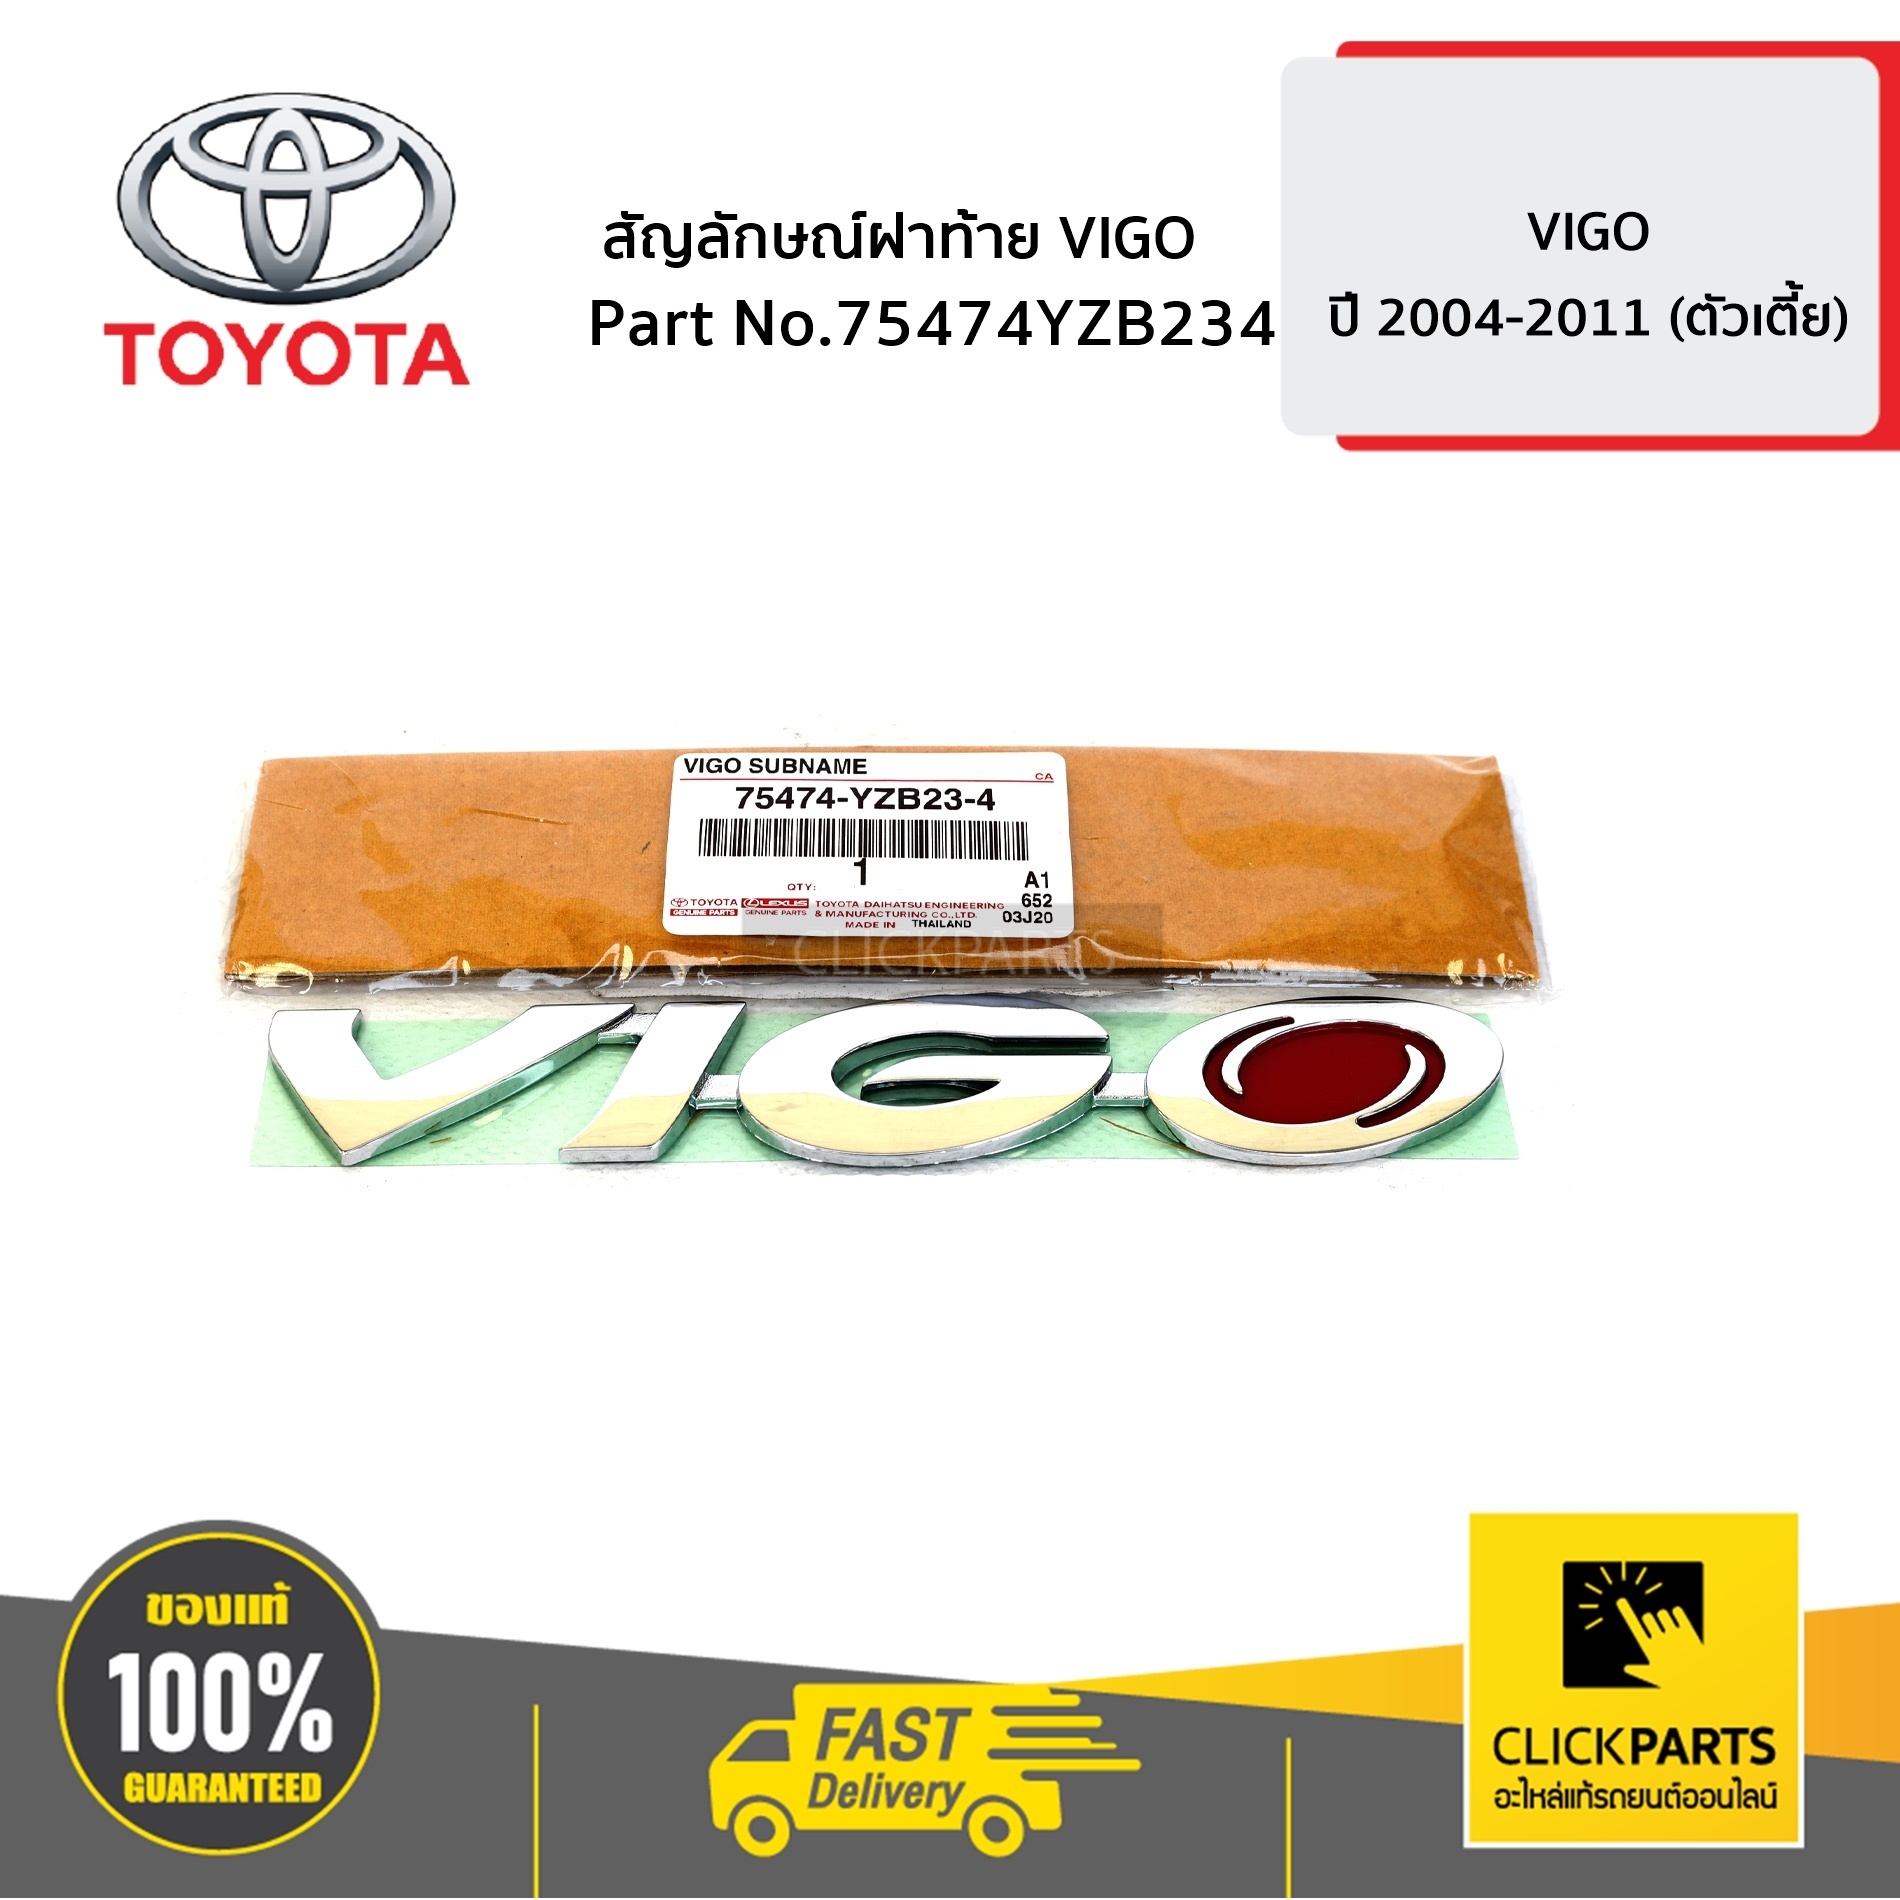 TOYOTA
สัญลักษณ์ฝาท้าย VIGO
Part No.75474YZB234
VIGO
ปี 2004-2011 (ตัวเตี้ย)
VIGO SUBNAME
CA
75474-YZB23-4
QTY: 1
A1
652
03J20
TOYOTA
GENUINE PARTS
LEXUS
GENUINE PARTS
TOYOTA DAIHATSU ENGINEERING
& MANUFACTURING CO.,LTD.
MADE IN THAILAND
CLICKPARTS
VIGO
ของแท้
100%
GUARANTEED
FAST
Delivery
CLICKPARTS
อะไหล่แท้รถยนต์ออนไลน์